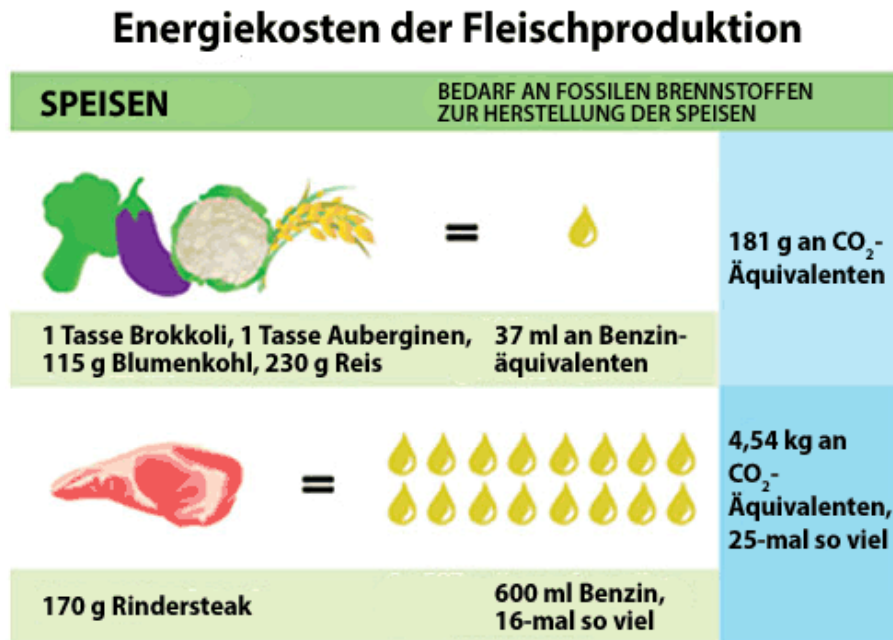 Energiekosten der Fleischproduktion
SPEISEN
BEDARF AN FOSSILEN BRENNSTOFFEN
ZUR HERSTELLUNG DER SPEISEN
=
181 g an CO₂-
Äquivalenten
1 Tasse Brokkoli, 1 Tasse Auberginen,
115 g Blumenkohl, 230 g Reis
37 ml an Benzin-
äquivalenten
=
4,54 kg an
CO₂-
Äquivalenten,
25-mal so viel
170 g Rindersteak
600 ml Benzin,
16-mal so viel